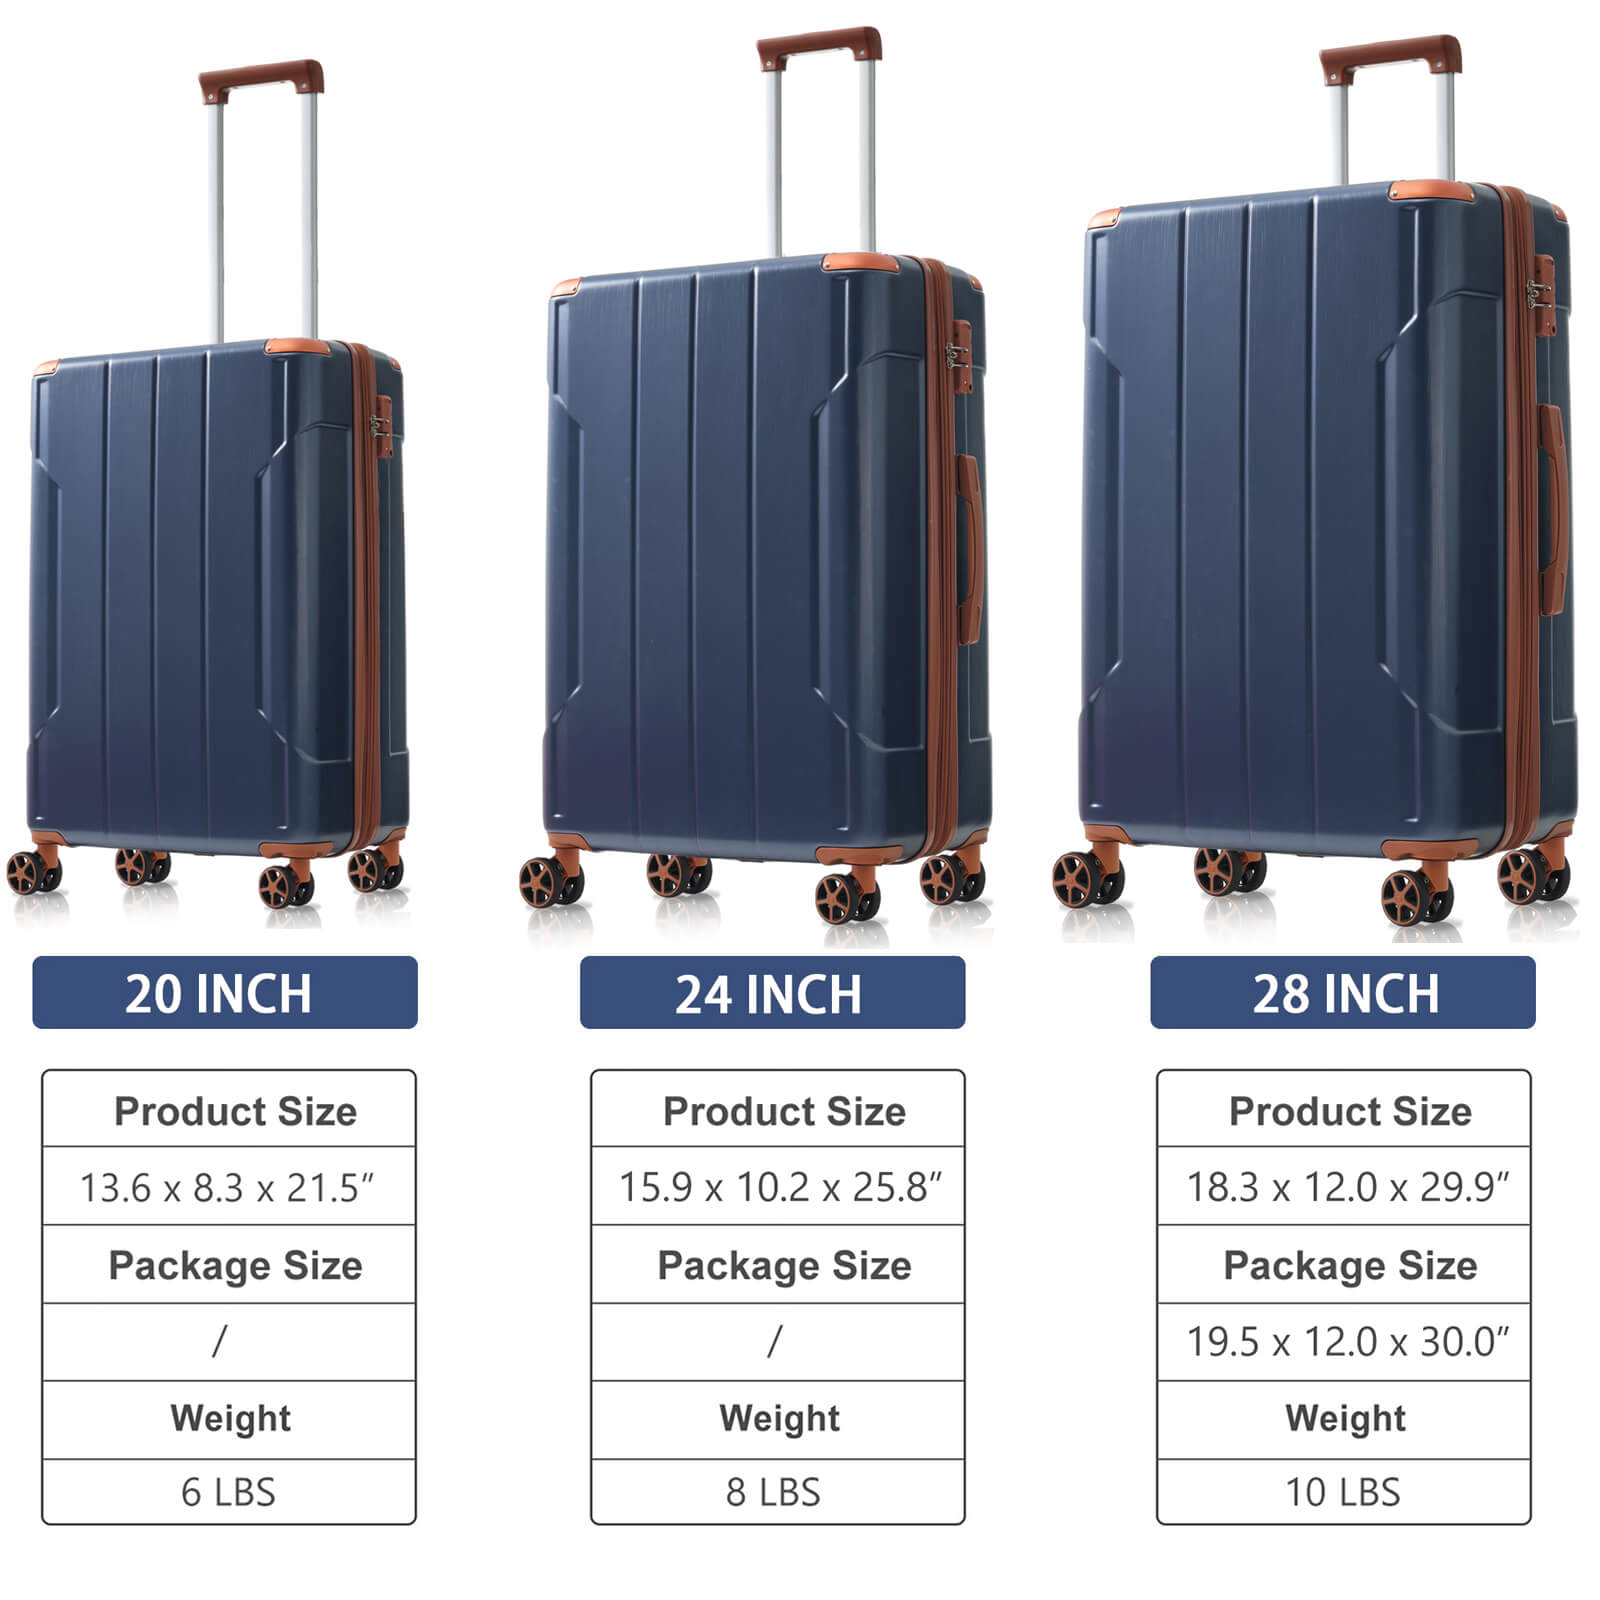 20 INCH
Product Size
13.6 x 8.3 x 21.5″
Package Size
/
Weight
6 LBS
24 INCH
Product Size
15.9 x 10.2 x 25.8″
Package Size
/
Weight
8 LBS
28 INCH
Product Size
18.3 x 12.0 x 29.9″
Package Size
19.5 x 12.0 x 30.0″
Weight
10 LBS